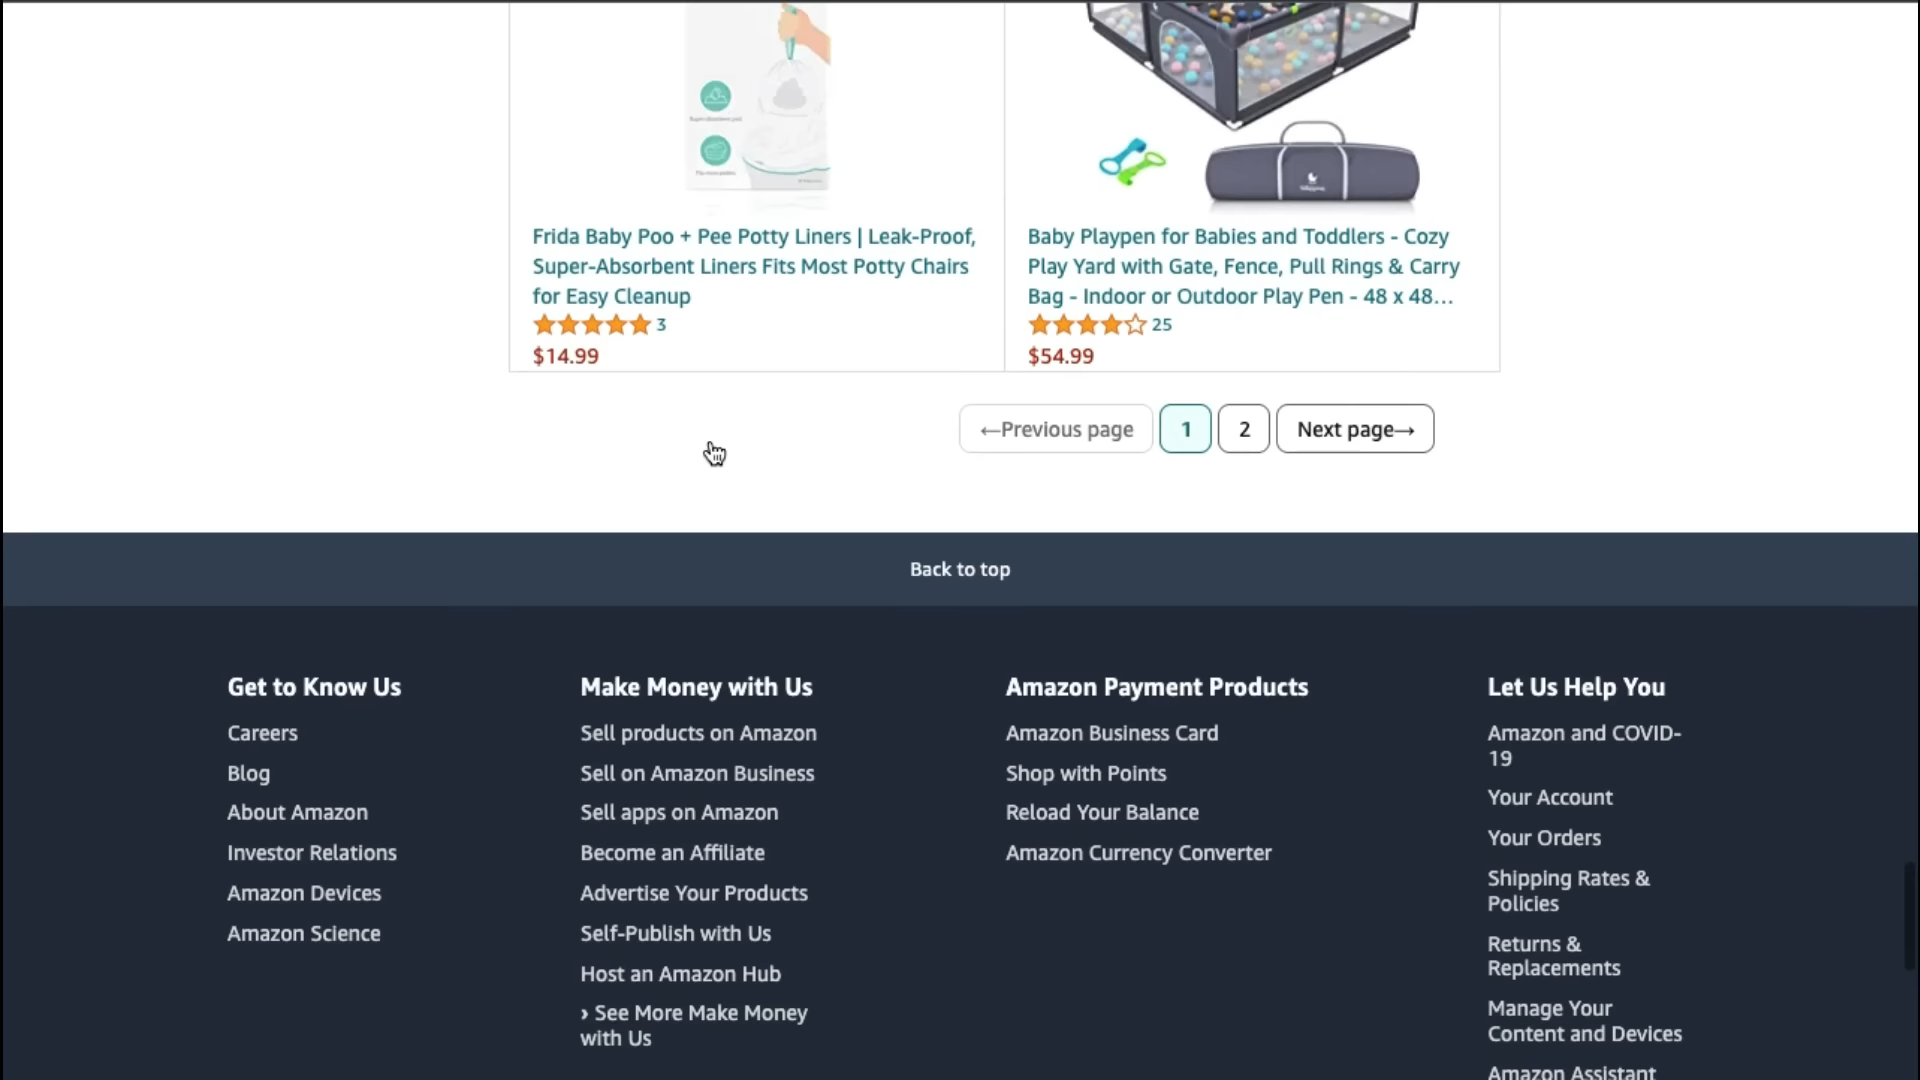 Frida Baby Poo + Pee Potty Liners | Leak-Proof,
Super-Absorbent Liners Fits Most Potty Chairs
for Easy Cleanup
3
$14.99
Baby Playpen for Babies and Toddlers - Cozy
Play Yard with Gate, Fence, Pull Rings & Carry
Bag - Indoor or Outdoor Play Pen - 48 x 48…
25
$54.99
←Previous page
1
2
Next page→
Back to top
Get to Know Us
Careers
Blog
About Amazon
Investor Relations
Amazon Devices
Amazon Science
Make Money with Us
Sell products on Amazon
Sell on Amazon Business
Sell apps on Amazon
Become an Affiliate
Advertise Your Products
Self-Publish with Us
Host an Amazon Hub
› See More Make Money
with Us
Amazon Payment Products
Amazon Business Card
Shop with Points
Reload Your Balance
Amazon Currency Converter
Let Us Help You
Amazon and COVID-
19
Your Account
Your Orders
Shipping Rates &
Policies
Returns &
Replacements
Manage Your
Content and Devices
Amazon Assistant